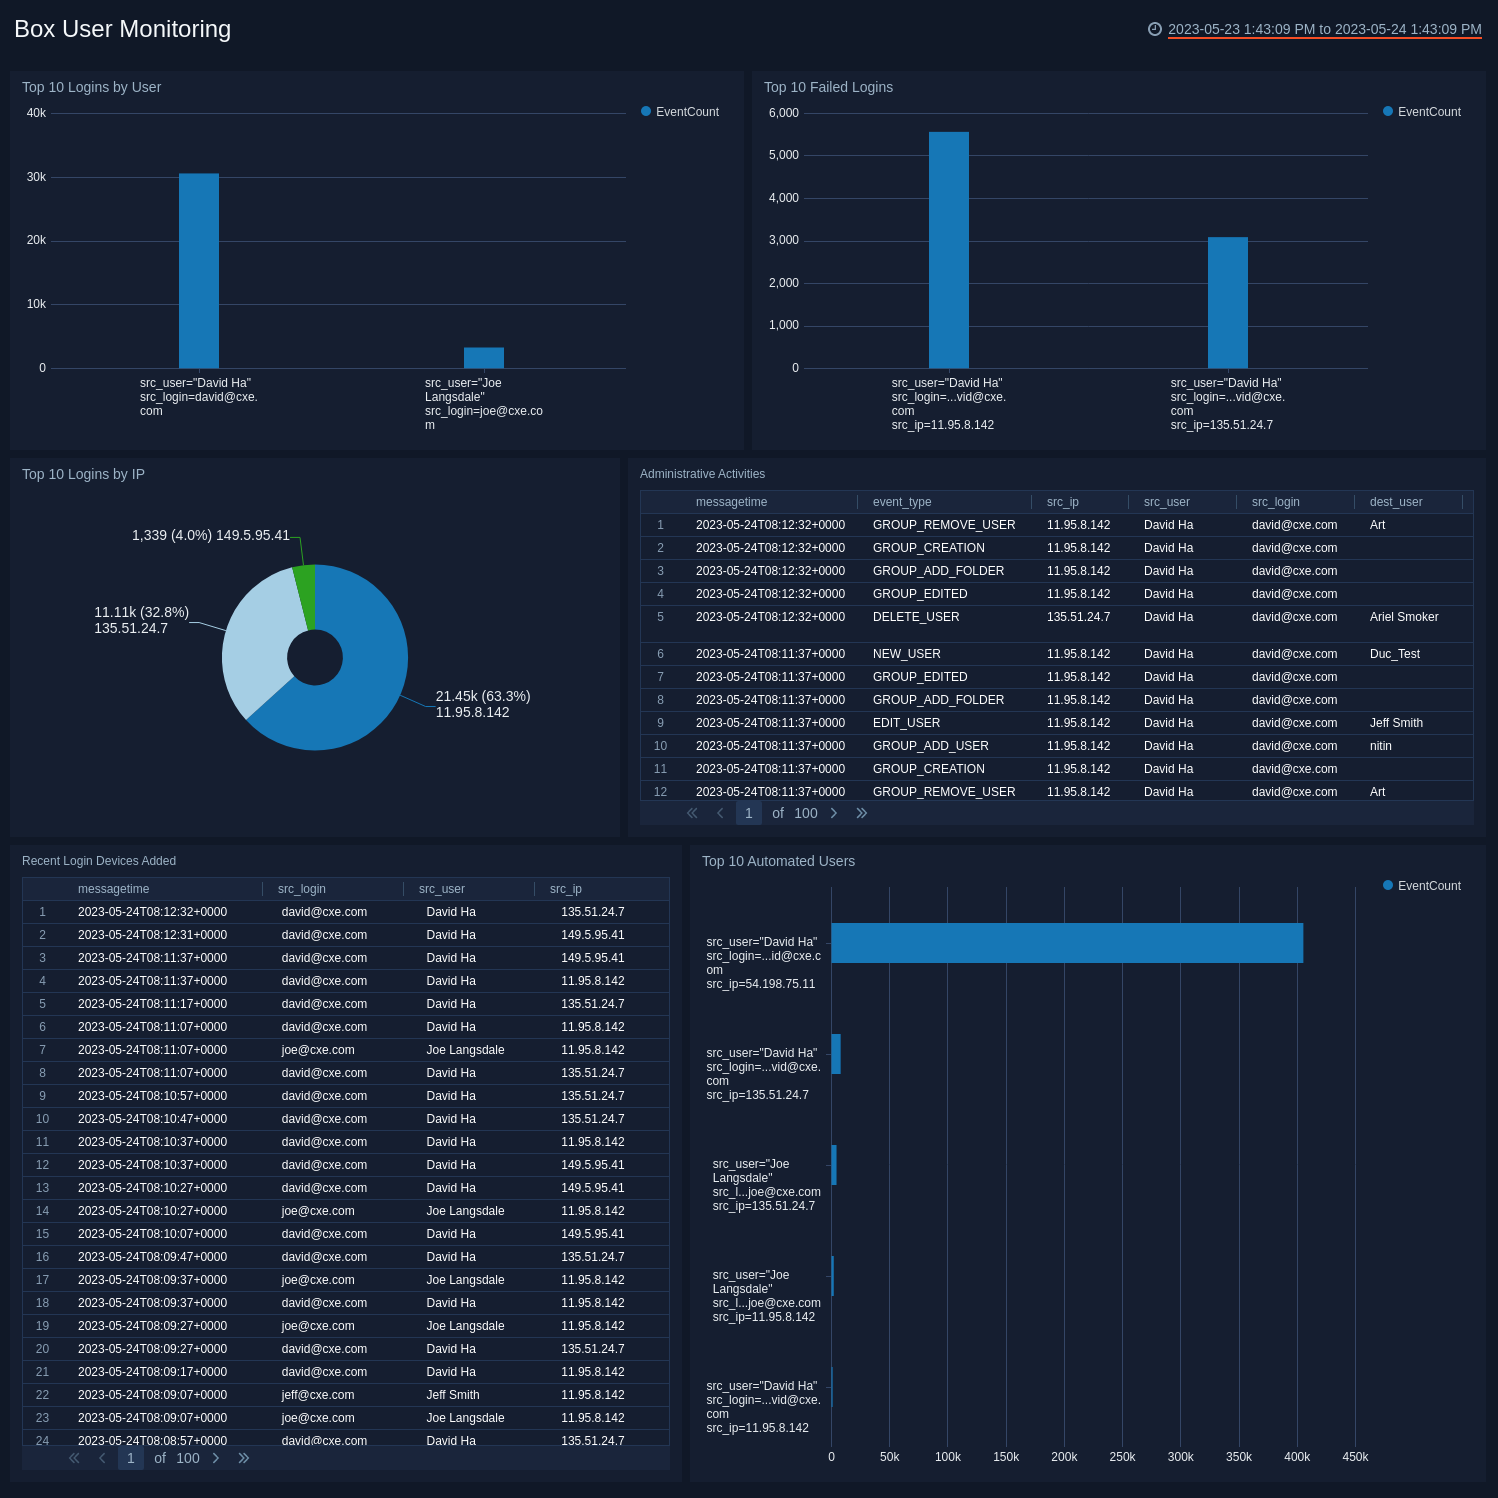 Box User Monitoring
2023-05-23 1:43:09 PM to 2023-05-24 1:43:09 PM
Top 10 Logins by User
EventCount
40k
30k
20k
10k
0
src_user="David Ha"
src_login=david@cxe.
com
src_user="Joe
Langsdale"
src_login=joe@cxe.co
m
Top 10 Failed Logins
EventCount
6,000
5,000
4,000
3,000
2,000
1,000
0
src_user="David Ha"
src_login=...vid@cxe.
com
src_ip=11.95.8.142
src_user="David Ha"
src_login=...vid@cxe.
com
src_ip=135.51.24.7
Top 10 Logins by IP
1,339 (4.0%) 149.5.95.41
11.11k (32.8%)
135.51.24.7
21.45k (63.3%)
11.95.8.142
Administrative Activities
messagetime event_type src_ip src_user src_login dest_user
1 2023-05-24T08:12:32+0000 GROUP_REMOVE_USER 11.95.8.142 David Ha david@cxe.com Art
2 2023-05-24T08:12:32+0000 GROUP_CREATION 11.95.8.142 David Ha david@cxe.com
3 2023-05-24T08:12:32+0000 GROUP_ADD_FOLDER 11.95.8.142 David Ha david@cxe.com
4 2023-05-24T08:12:32+0000 GROUP_EDITED 11.95.8.142 David Ha david@cxe.com
5 2023-05-24T08:12:32+0000 DELETE_USER 135.51.24.7 David Ha david@cxe.com Ariel Smoker
6 2023-05-24T08:11:37+0000 NEW_USER 11.95.8.142 David Ha david@cxe.com Duc_Test
7 2023-05-24T08:11:37+0000 GROUP_EDITED 11.95.8.142 David Ha david@cxe.com
8 2023-05-24T08:11:37+0000 GROUP_ADD_FOLDER 11.95.8.142 David Ha david@cxe.com
9 2023-05-24T08:11:37+0000 EDIT_USER 11.95.8.142 David Ha david@cxe.com Jeff Smith
10 2023-05-24T08:11:37+0000 GROUP_ADD_USER 11.95.8.142 David Ha david@cxe.com nitin
11 2023-05-24T08:11:37+0000 GROUP_CREATION 11.95.8.142 David Ha david@cxe.com
12 2023-05-24T08:11:37+0000 GROUP_REMOVE_USER 11.95.8.142 David Ha david@cxe.com Art
1 of 100
Recent Login Devices Added
messagetime src_login src_user src_ip
1 2023-05-24T08:12:32+0000 david@cxe.com David Ha 135.51.24.7
2 2023-05-24T08:12:31+0000 david@cxe.com David Ha 149.5.95.41
3 2023-05-24T08:11:37+0000 david@cxe.com David Ha 149.5.95.41
4 2023-05-24T08:11:37+0000 david@cxe.com David Ha 11.95.8.142
5 2023-05-24T08:11:17+0000 david@cxe.com David Ha 135.51.24.7
6 2023-05-24T08:11:07+0000 david@cxe.com David Ha 11.95.8.142
7 2023-05-24T08:11:07+0000 joe@cxe.com Joe Langsdale 11.95.8.142
8 2023-05-24T08:11:07+0000 david@cxe.com David Ha 135.51.24.7
9 2023-05-24T08:10:57+0000 david@cxe.com David Ha 135.51.24.7
10 2023-05-24T08:10:47+0000 david@cxe.com David Ha 135.51.24.7
11 2023-05-24T08:10:37+0000 david@cxe.com David Ha 11.95.8.142
12 2023-05-24T08:10:37+0000 david@cxe.com David Ha 149.5.95.41
13 2023-05-24T08:10:27+0000 david@cxe.com David Ha 149.5.95.41
14 2023-05-24T08:10:27+0000 joe@cxe.com Joe Langsdale 11.95.8.142
15 2023-05-24T08:10:07+0000 david@cxe.com David Ha 149.5.95.41
16 2023-05-24T08:09:47+0000 david@cxe.com David Ha 135.51.24.7
17 2023-05-24T08:09:37+0000 joe@cxe.com Joe Langsdale 11.95.8.142
18 2023-05-24T08:09:37+0000 david@cxe.com David Ha 11.95.8.142
19 2023-05-24T08:09:27+0000 joe@cxe.com Joe Langsdale 11.95.8.142
20 2023-05-24T08:09:27+0000 david@cxe.com David Ha 135.51.24.7
21 2023-05-24T08:09:17+0000 david@cxe.com David Ha 11.95.8.142
22 2023-05-24T08:09:07+0000 jeff@cxe.com Jeff Smith 11.95.8.142
23 2023-05-24T08:09:07+0000 joe@cxe.com Joe Langsdale 11.95.8.142
24 2023-05-24T08:08:57+0000 david@cxe.com David Ha 135.51.24.7
1 of 100
Top 10 Automated Users
EventCount
src_user="David Ha"
src_login=...id@cxe.c
om
src_ip=54.198.75.11
src_user="David Ha"
src_login=...vid@cxe.
com
src_ip=135.51.24.7
src_user="Joe
Langsdale"
src_l...joe@cxe.com
src_ip=135.51.24.7
src_user="Joe
Langsdale"
src_l...joe@cxe.com
src_ip=11.95.8.142
src_user="David Ha"
src_login=...vid@cxe.
com
src_ip=11.95.8.142
0 50k 100k 150k 200k 250k 300k 350k 400k 450k